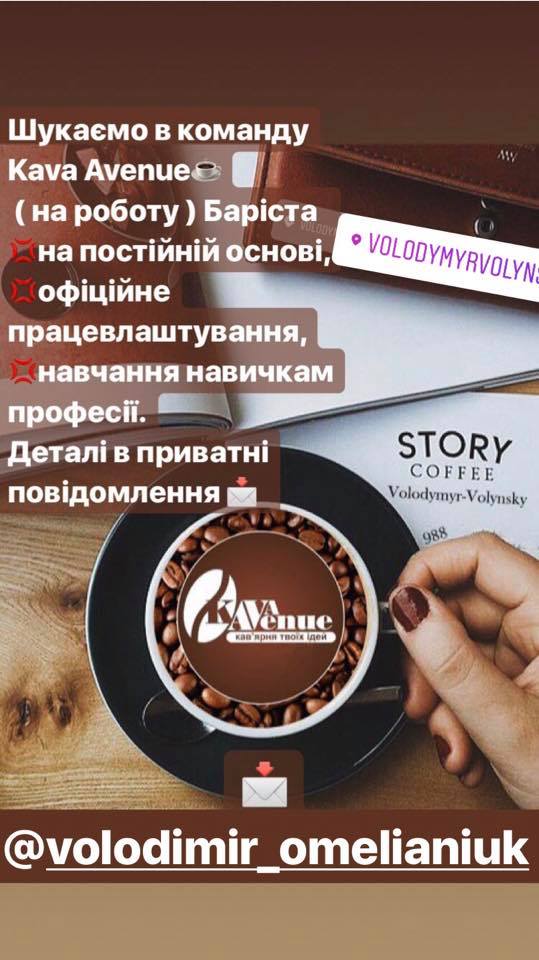 Шукаємо в команду
Kava Avenue☕
( на роботу ) Баріста
💢на постійній основі,
💢офіційне
працевлаштування,
💢навчання навичкам
професії.
Деталі в приватні
повідомлення 📩
VOLODYMYRVOLYNS
STORY
COFFEE
Volodymyr-Volynsky
988
KAVA
AVenue
кав'ярня твоїх ідей
@volodimir_omelianiuk